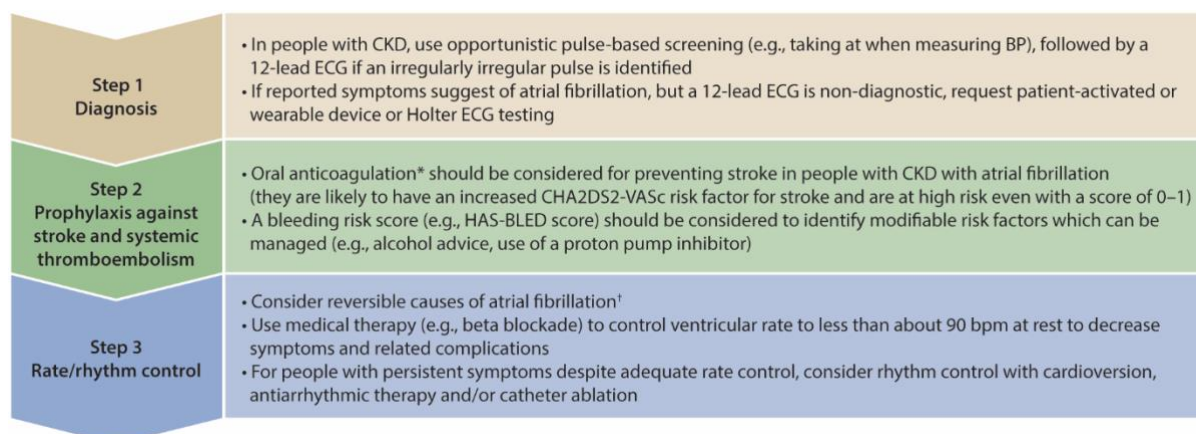 Step 1
Diagnosis
• In people with CKD, use opportunistic pulse-based screening (e.g., taking at when measuring BP), followed by a
12-lead ECG if an irregularly irregular pulse is identified
• If reported symptoms suggest of atrial fibrillation, but a 12-lead ECG is non-diagnostic, request patient-activated or
wearable device or Holter ECG testing
Step 2
Prophylaxis against
stroke and systemic
thromboembolism
• Oral anticoagulation* should be considered for preventing stroke in people with CKD with atrial fibrillation
(they are likely to have an increased CHA2DS2-VASc risk factor for stroke and are at high risk even with a score of 0–1)
• A bleeding risk score (e.g., HAS-BLED score) should be considered to identify modifiable risk factors which can be
managed (e.g., alcohol advice, use of a proton pump inhibitor)
Step 3
Rate/rhythm control
• Consider reversible causes of atrial fibrillation†
• Use medical therapy (e.g., beta blockade) to control ventricular rate to less than about 90 bpm at rest to decrease
symptoms and related complications
• For people with persistent symptoms despite adequate rate control, consider rhythm control with cardioversion,
antiarrhythmic therapy and/or catheter ablation